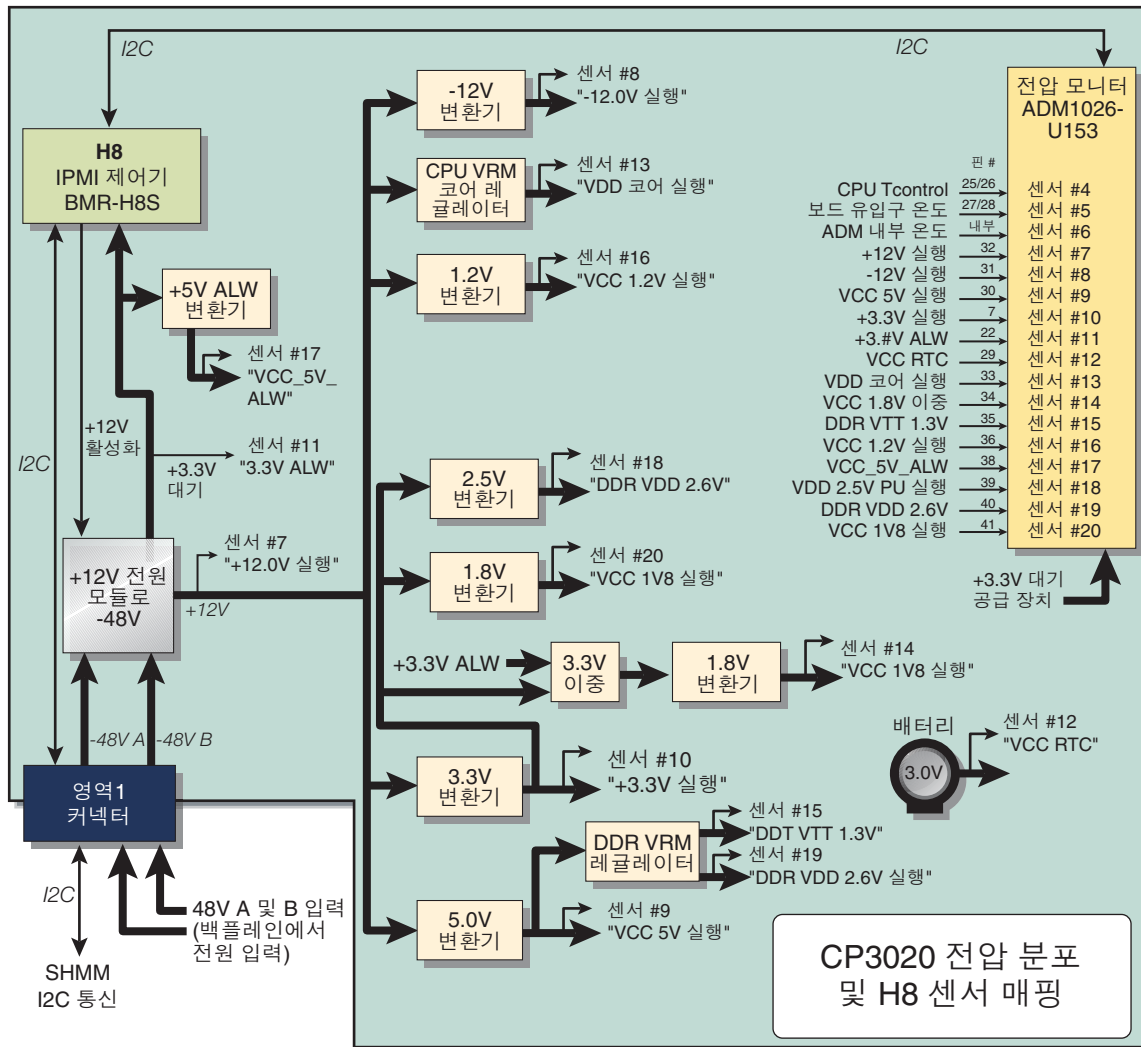 I2C
I2C
H8
IPMI 제어기
BMR-H8S
+5V ALW
변환기
센서 #17
"VCC_5V_
ALW"
I2C
+12V
활성화
+3.3V
대기
센서 #11
"3.3V ALW"
+12V 전원
모듈로
-48V
센서 #7
"+12.0V 실행"
+12V
-48V A
-48V B
영역1
커넥터
I2C
48V A 및 B 입력
(백플레인에서
전원 입력)
SHMM
I2C 통신
-12V
변환기
센서 #8
"-12.0V 실행"
CPU VRM
코어 레
귤레이터
센서 #13
"VDD 코어 실행"
1.2V
변환기
센서 #16
"VCC 1.2V 실행"
2.5V
변환기
센서 #18
"DDR VDD 2.6V"
1.8V
변환기
센서 #20
"VCC 1V8 실행"
+3.3V ALW
3.3V
이중
1.8V
변환기
센서 #14
"VCC 1V8 실행"
3.3V
변환기
센서 #10
"+3.3V 실행"
DDR VRM
레귤레이터
센서 #15
"DDT VTT 1.3V"
센서 #19
"DDR VDD 2.6V 실행"
5.0V
변환기
센서 #9
"VCC 5V 실행"
배터리
3.0V
센서 #12
"VCC RTC"
전압 모니터
ADM1026-
U153
핀 #
CPU Tcontrol 25/26 센서 #4
보드 유입구 온도 27/28 센서 #5
ADM 내부 온도 내부 센서 #6
+12V 실행 32 센서 #7
-12V 실행 31 센서 #8
VCC 5V 실행 30 센서 #9
+3.3V 실행 7 센서 #10
+3.#V ALW 22 센서 #11
VCC RTC 29 센서 #12
VDD 코어 실행 33 센서 #13
VCC 1.8V 이중 34 센서 #14
DDR VTT 1.3V 35 센서 #15
VCC 1.2V 실행 36 센서 #16
VCC_5V_ALW 38 센서 #17
VDD 2.5V PU 실행 39 센서 #18
DDR VDD 2.6V 40 센서 #19
VCC 1V8 실행 41 센서 #20
+3.3V 대기
공급 장치
CP3020 전압 분포
및 H8 센서 매핑